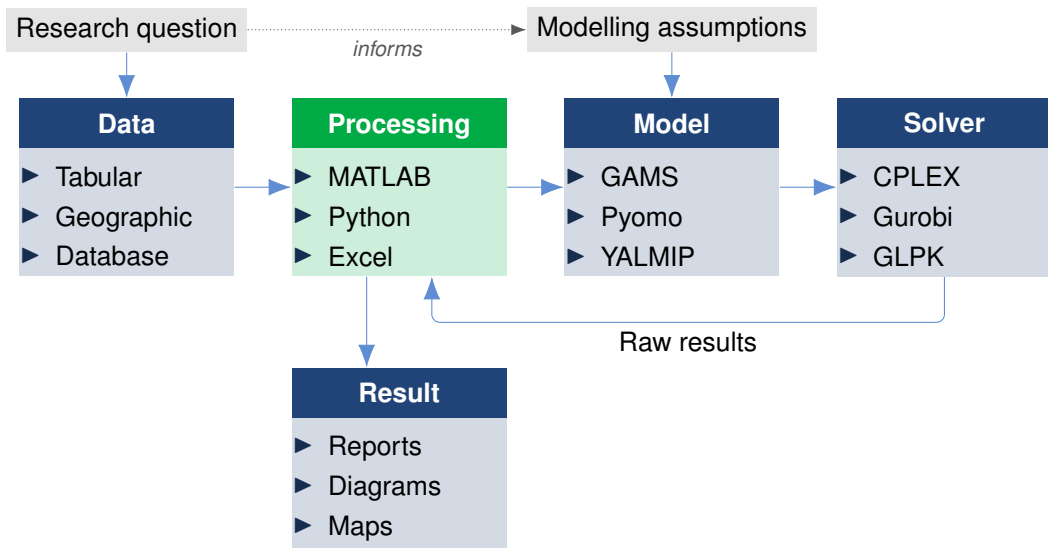 Research question
informs
Modelling assumptions
Data
Tabular
Geographic
Database
Processing
MATLAB
Python
Excel
Model
GAMS
Pyomo
YALMIP
Solver
CPLEX
Gurobi
GLPK
Raw results
Result
Reports
Diagrams
Maps